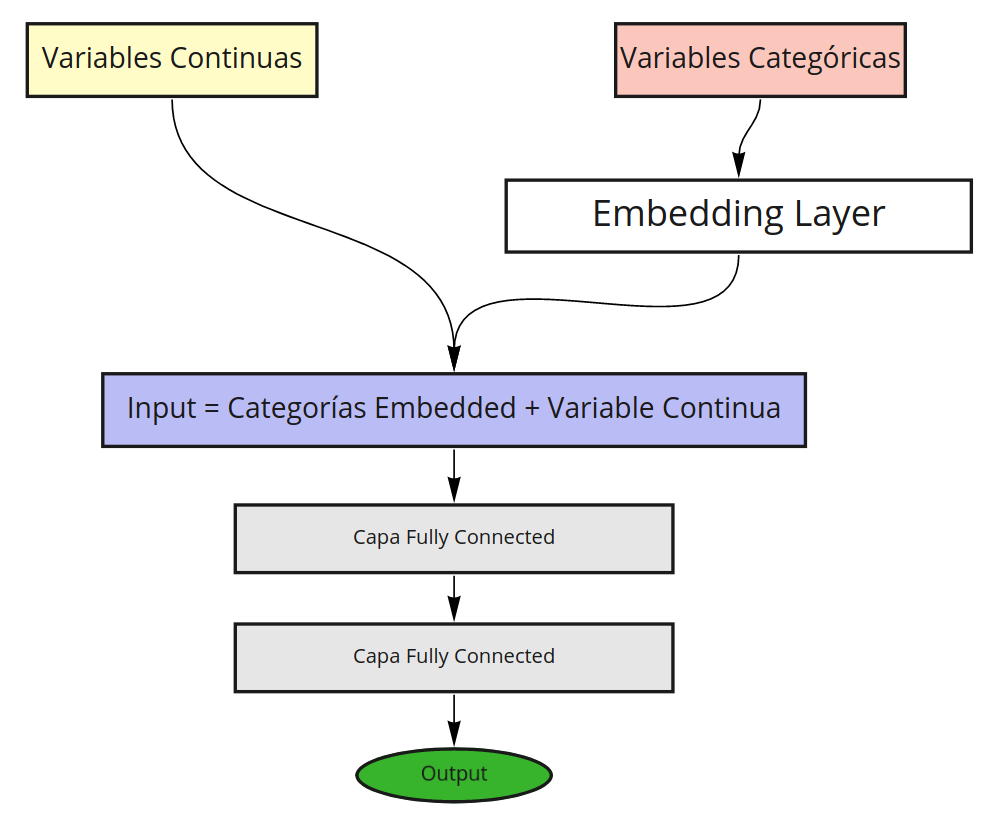 Variables Continuas
Variables Categóricas
Embedding Layer
Input = Categorías Embedded + Variable Continua
Capa Fully Connected
Capa Fully Connected
Output